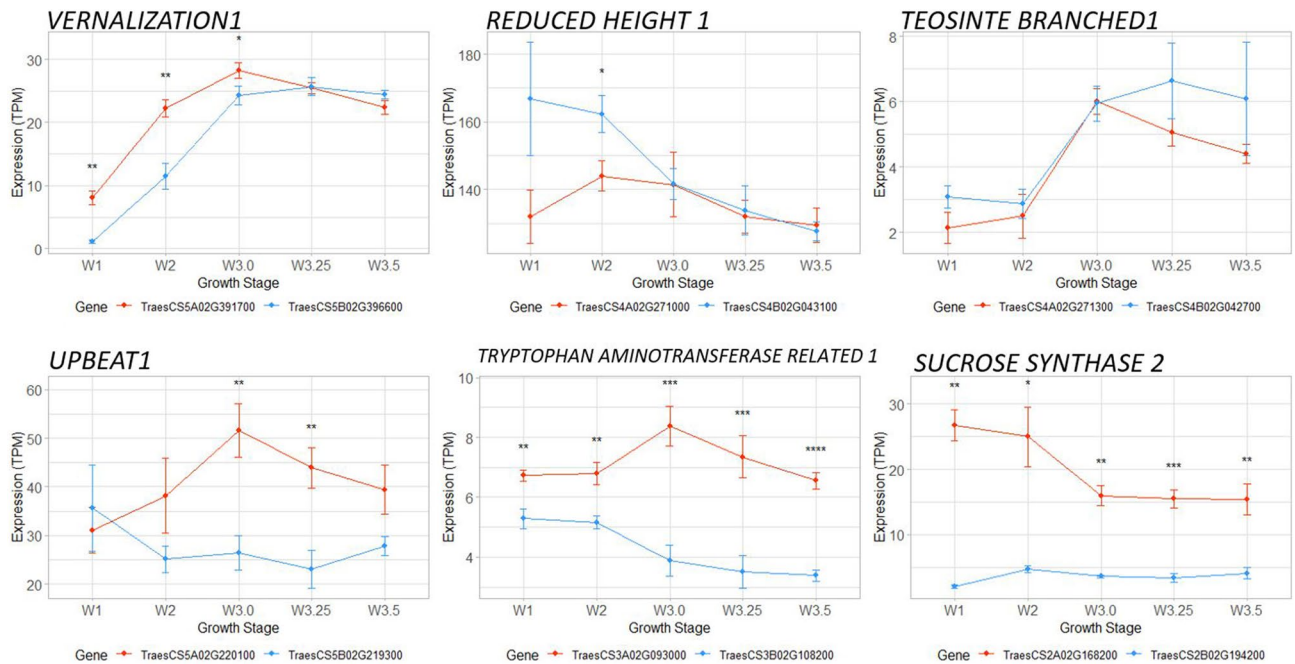 VERNALIZATION1
Expression (TPM)
30
20
10
0
**
**
*
W1 W2 W3.0 W3.25 W3.5
Growth Stage
Gene TraesCS5A02G391700 TraesCS5B02G396600
REDUCED HEIGHT 1
Expression (TPM)
180
160
140
*
W1 W2 W3.0 W3.25 W3.5
Growth Stage
Gene TraesCS4A02G271000 TraesCS4B02G043100
TEOSINTE BRANCHED1
Expression (TPM)
8
6
4
2
W1 W2 W3.0 W3.25 W3.5
Growth Stage
Gene TraesCS4A02G271300 TraesCS4B02G042700
UPBEAT1
Expression (TPM)
60
50
40
30
20
**
**
W1 W2 W3.0 W3.25 W3.5
Growth Stage
Gene TraesCS5A02G220100 TraesCS5B02G219300
TRYPTOPHAN AMINOTRANSFERASE RELATED 1
Expression (TPM)
10
8
6
4
**
**
***
***
****
W1 W2 W3.0 W3.25 W3.5
Growth Stage
Gene TraesCS3A02G093000 TraesCS3B02G108200
SUCROSE SYNTHASE 2
Expression (TPM)
30
20
10
**
*
**
***
**
W1 W2 W3.0 W3.25 W3.5
Growth Stage
Gene TraesCS2A02G168200 TraesCS2B02G194200